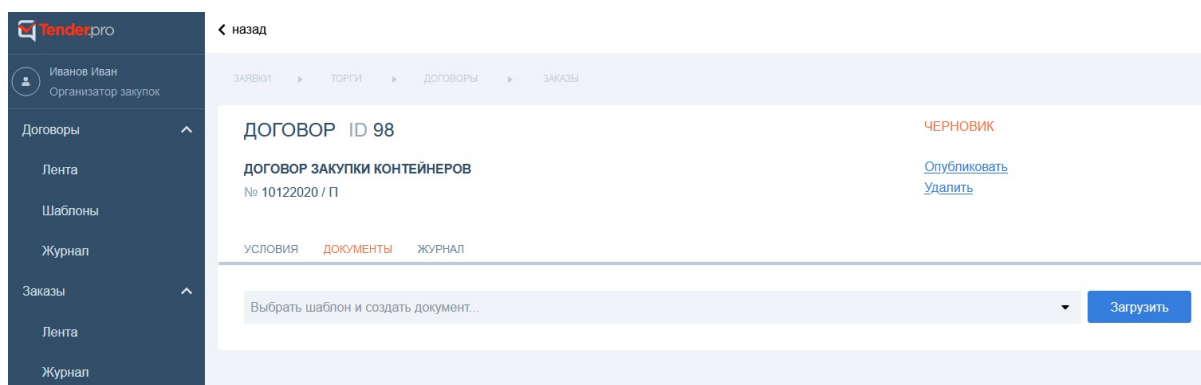 Tender.pro
назад
Иванов Иван
Организатор закупок
ЗАЯВКИ ТОРГИ ДОГОВОРЫ ЗАКАЗЫ
Договоры
Лента
Шаблоны
Журнал
Заказы
Лента
Журнал
ДОГОВОР ID 98
ЧЕРНОВИК
ДОГОВОР ЗАКУПКИ КОНТЕЙНЕРОВ
№ 10122020 / П
Опубликовать
Удалить
УСЛОВИЯ ДОКУМЕНТЫ ЖУРНАЛ
Выбрать шаблон и создать документ...
Загрузить